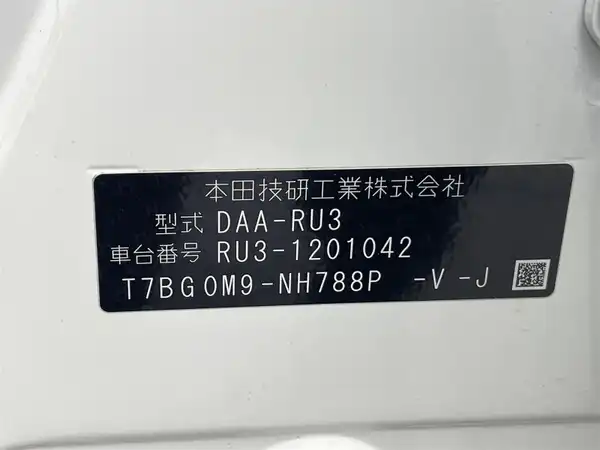 本田技研工業株式会社
型式 DAA-RU3
車台番号 RU3-1201042
T7BG0M9-NH788P -V -J